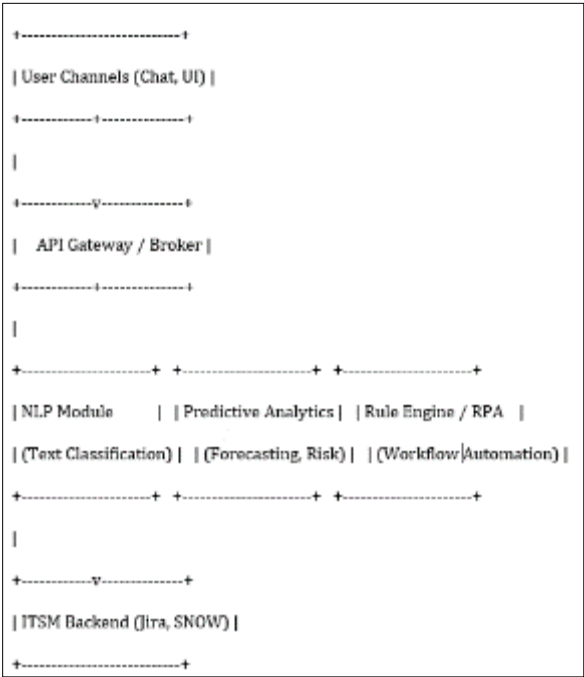 +---------------------------+
| User Channels (Chat, UI) |
+------------+--------------+
|
+------------v--------------+
| API Gateway / Broker |
+------------+--------------+
|
+----------------------+ +----------------------+ +----------------------+
| NLP Module | | Predictive Analytics | | Rule Engine / RPA |
| (Text Classification) | | (Forecasting, Risk) | | (Workflow Automation) |
+----------------------+ +----------------------+ +----------------------+
|
+------------v--------------+
| ITSM Backend (Jira, SNOW) |
+---------------------------+